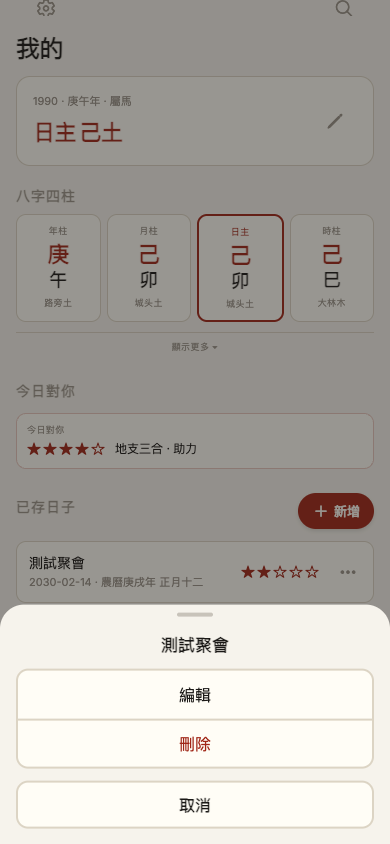 我的
1990 · 庚午年 · 屬馬
日主 己土
八字四柱
年柱 月柱 日主 時柱
庚 己 己 己
午 卯 卯 巳
路旁土 城头土 城头土 大林木
顯示更多
今日對你
今日對你
★★★★☆ 地支三合 · 助力
已存日子
＋ 新增
測試聚會
2030-02-14 · 農曆庚戌年 正月十二
★★☆☆☆ •••
測試聚會
編輯
刪除
取消